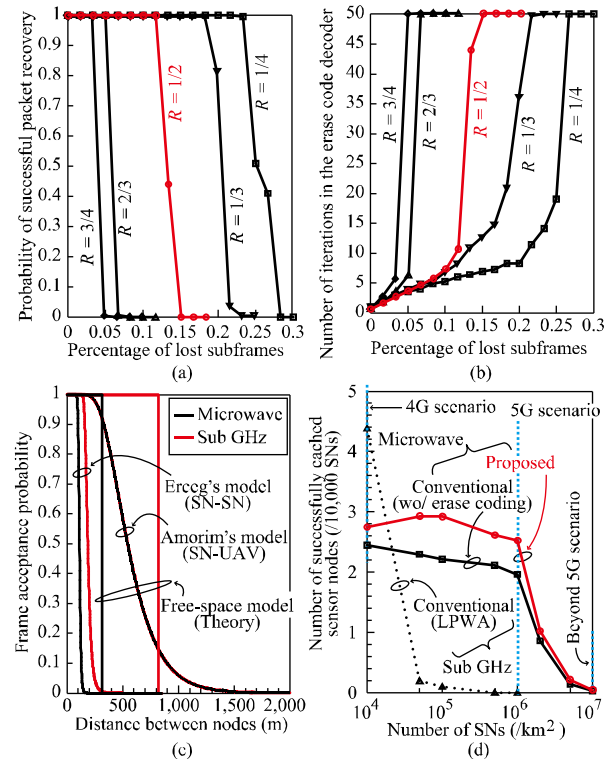 (a)
Probability of successful packet recovery
1
0.9
0.8
0.7
0.6
0.5
0.4
0.3
0.2
0.1
0
0 0.05 0.1 0.15 0.2 0.25 0.3
Percentage of lost subframes
R = 3/4
R = 2/3
R = 1/2
R = 1/3
R = 1/4
(b)
Number of iterations in the erase code decoder
50
45
40
35
30
25
20
15
10
5
0
0 0.05 0.1 0.15 0.2 0.25 0.3
Percentage of lost subframes
R = 3/4
R = 2/3
R = 1/2
R = 1/3
R = 1/4
Frame acceptance probability
1
0.9
0.8
0.7
0.6
0.5
0.4
0.3
0.2
0.1
0
0 500 1,000 1,500 2,000
Distance between nodes (m)
Microwave
Sub GHz
Erceg's model
(SN-SN)
Amorim's model
(SN-UAV)
Free-space model
(Theory)
(c)
Number of successfully cached
sensor nodes (/10,000 SNs)
5
4
3
2
1
0
10⁴ 10⁵ 10⁶ 10⁷
Number of SNs (/km²)
4G scenario
5G scenario
Microwave
Proposed
Conventional
(wo/ erase coding)
Conventional
(LPWA)
Sub GHz
Beyond 5G scenario
(d)